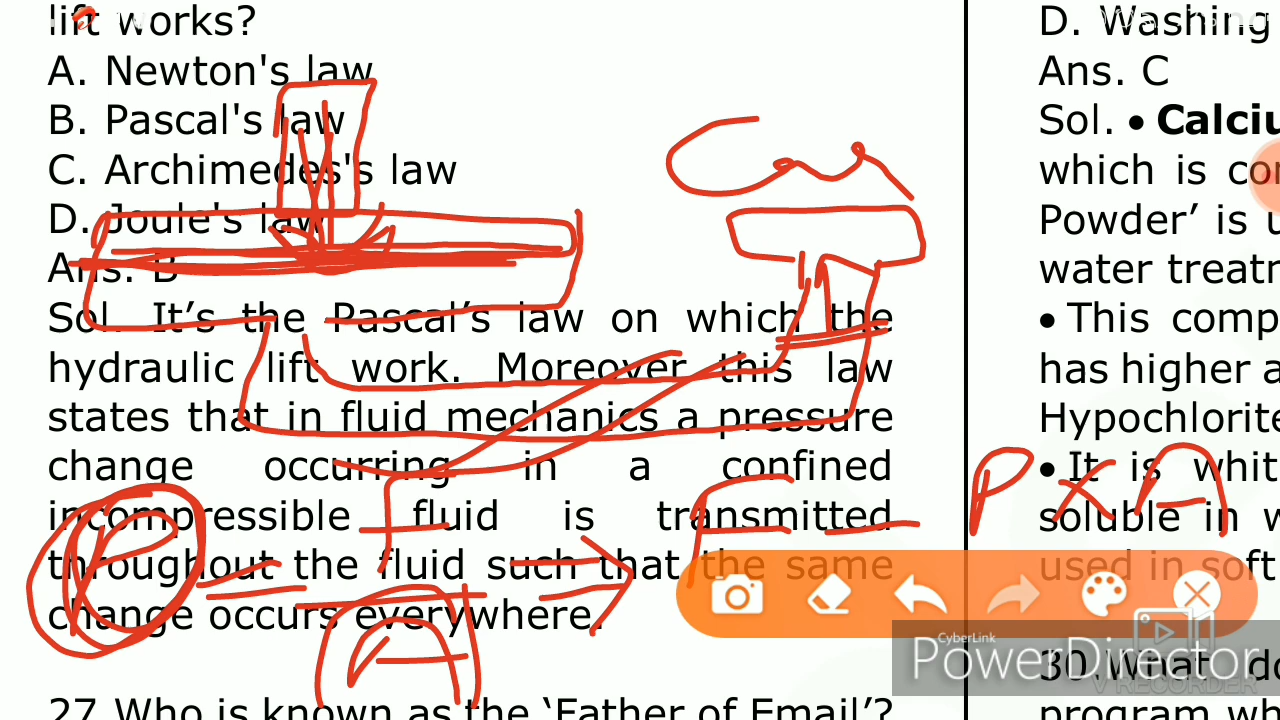 lift works?
A. Newton's law
B. Pascal's law
C. Archimedes's law
D. Joule's law
Ans. B
Sol. It's the Pascal's law on which the
hydraulic lift work. Moreover this law
states that in fluid mechanics a pressure
change occurring in a confined
incompressible fluid is transmitted
throughout the fluid such that the same
change occurs everywhere.
27. Who is known as the 'Father of Email'?
D. Washing
Ans. C
Sol. • Calciu
which is co
Powder' is u
water treat
• This comp
has higher a
Hypochlorite
• It is whit
soluble in w
used in soft
30. What do
program wh
Car
P = F/A
F = P x A
CyberLink
PowerDirector
V RECORDER